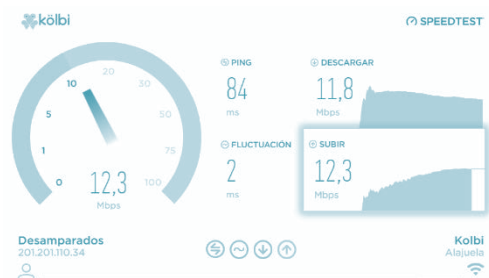 kölbi
SPEEDTEST
PING
84
ms
DESCARGAR
11,8
Mbps
FLUCTUACIÓN
2
ms
SUBIR
12,3
Mbps
0
1
5
10
20
30
50
75
100
12,3
Mbps
Desamparados
201.201.110.34
Kolbi
Alajuela